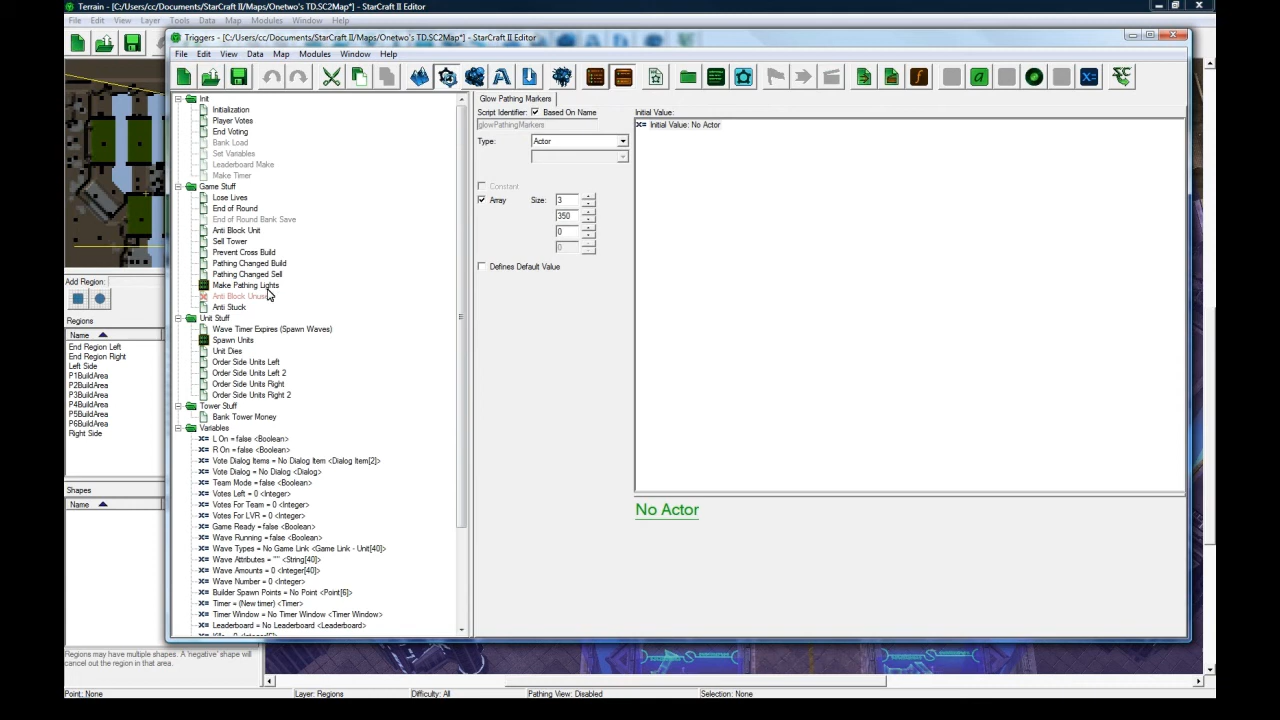 Terrain - [C:/Users/cc/Documents/StarCraft II/Maps/Onetwo's TD.SC2Map*] - StarCraft II Editor
File Edit View Layer Tools Data Map Modules Window Help
Triggers - [C:/Users/cc/Documents/StarCraft II/Maps/Onetwo's TD.SC2Map*] - StarCraft II Editor
File Edit View Data Map Modules Window Help
Init
Initialization
Player Votes
End Voting
Bank Load
Set Variables
Leaderboard Make
Make Timer
Game Stuff
Lose Lives
End of Round
End of Round Bank Save
Anti Block Unit
Sell Tower
Prevent Cross Build
Pathing Changed Build
Pathing Changed Sell
Make Pathing Lights
Anti Block
Anti Stuck
Unit Stuff
Wave Timer Expires (Spawn Waves)
Spawn Units
Unit Dies
Order Side Units Left
Order Side Units Left 2
Order Side Units Right
Order Side Units Right 2
Tower Stuff
Bank Tower Money
Variables
L On = false <Boolean>
R On = false <Boolean>
Vote Dialog Items = No Dialog Item <Dialog Item[2]>
Vote Dialog = No Dialog <Dialog>
Team Mode = false <Boolean>
Votes Left = 0 <Integer>
Votes For Team = 0 <Integer>
Votes For LVR = 0 <Integer>
Game Ready = false <Boolean>
Wave Running = false <Boolean>
Wave Types = No Game Link <Game Link - Unit[40]>
Wave Attributes = "" <String[40]>
Wave Amounts = 0 <Integer[40]>
Wave Number = 0 <Integer>
Builder Spawn Points = No Point <Point[6]>
Timer = (New timer) <Timer>
Timer Window = No Timer Window <Timer Window>
Leaderboard = No Leaderboard <Leaderboard>
Glow Pathing Markers
Script Identifier: Based On Name
glowPathingMarkers
Type: Actor
Constant
Array Size: 3
350
0
0
Defines Default Value
Initial Value:
Initial Value: No Actor
No Actor
Add Region:
Regions
Name
End Region Left
End Region Right
Left Side
P1BuildArea
P2BuildArea
P3BuildArea
P4BuildArea
P5BuildArea
P6BuildArea
Right Side
Shapes
Name
Regions may have multiple shapes. A 'negative' shape will
cancel out the region in that area.
Point: None Layer: Regions Difficulty: All Pathing View: Disabled Selection: None